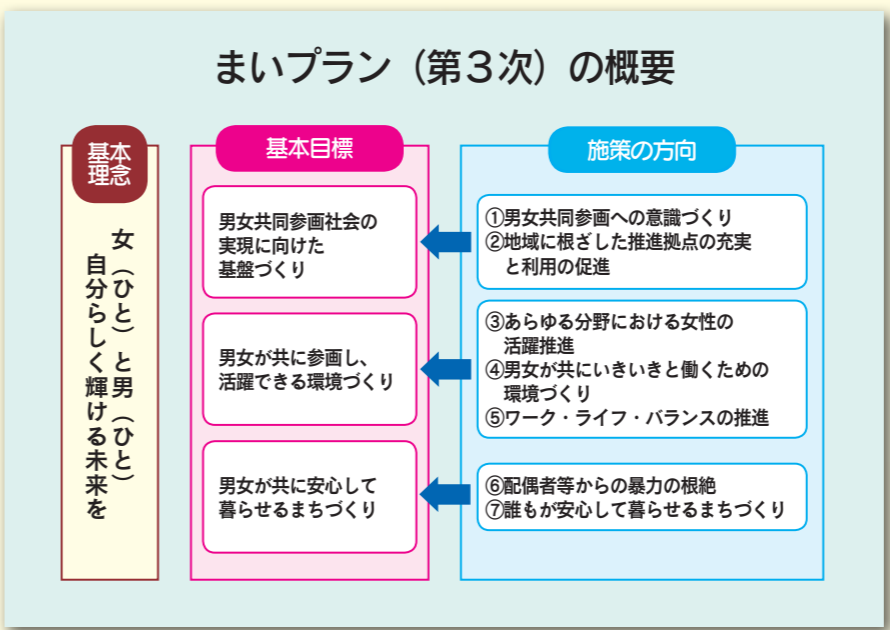 まいプラン（第３次）の概要
基本
理念
女（ひと）と男（ひと）
自分らしく輝ける未来を
基本目標
男女共同参画社会の
実現に向けた
基盤づくり
男女が共に参画し、
活躍できる環境づくり
男女が共に安心して
暮らせるまちづくり
施策の方向
①男女共同参画への意識づくり
②地域に根ざした推進拠点の充実
と利用の促進
③あらゆる分野における女性の
活躍推進
④男女が共にいきいきと働くための
環境づくり
⑤ワーク・ライフ・バランスの推進
⑥配偶者等からの暴力の根絶
⑦誰もが安心して暮らせるまちづくり